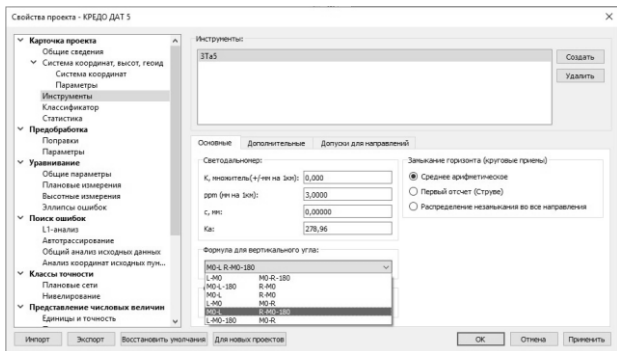 Свойства проекта - КРЕДО ДАТ 5
Карточка проекта
Общие сведения
Система координат, высот, геоид
Система координат
Параметры
Инструменты
Классификатор
Статистика
Предобработка
Поправки
Параметры
Уравнивание
Общие параметры
Плановые измерения
Высотные измерения
Эллипсы ошибок
Поиск ошибок
L1-анализ
Автотрассирование
Общий анализ исходных данных
Анализ координат исходных пун...
Классы точности
Плановые сети
Нивелирование
Представление числовых величин
Единицы и точность
Инструменты:
3Та5
Создать
Удалить
Основные Дополнительные Допуски для направлений
Светодальномер:
К, множитель(+/-мм на 1км): 0,000
ppm (мм на 1км): 3,0000
с, мм: 0,00000
Ка: 278,96
Замыкание горизонта (круговые приемы)
Среднее арифметическое
Первый отсчет (Струве)
Распределение незамыкания во все направления
Формула для вертикального угла:
M0-L R-M0-180
L-M0 M0-R-180
M0-L-180 R-M0
M0-L R-M0
L-M0 M0-R
M0-L R-M0-180
L-M0-180 M0-R
Импорт Экспорт Восстановить умолчания Для новых проектов OK Отмена Применить